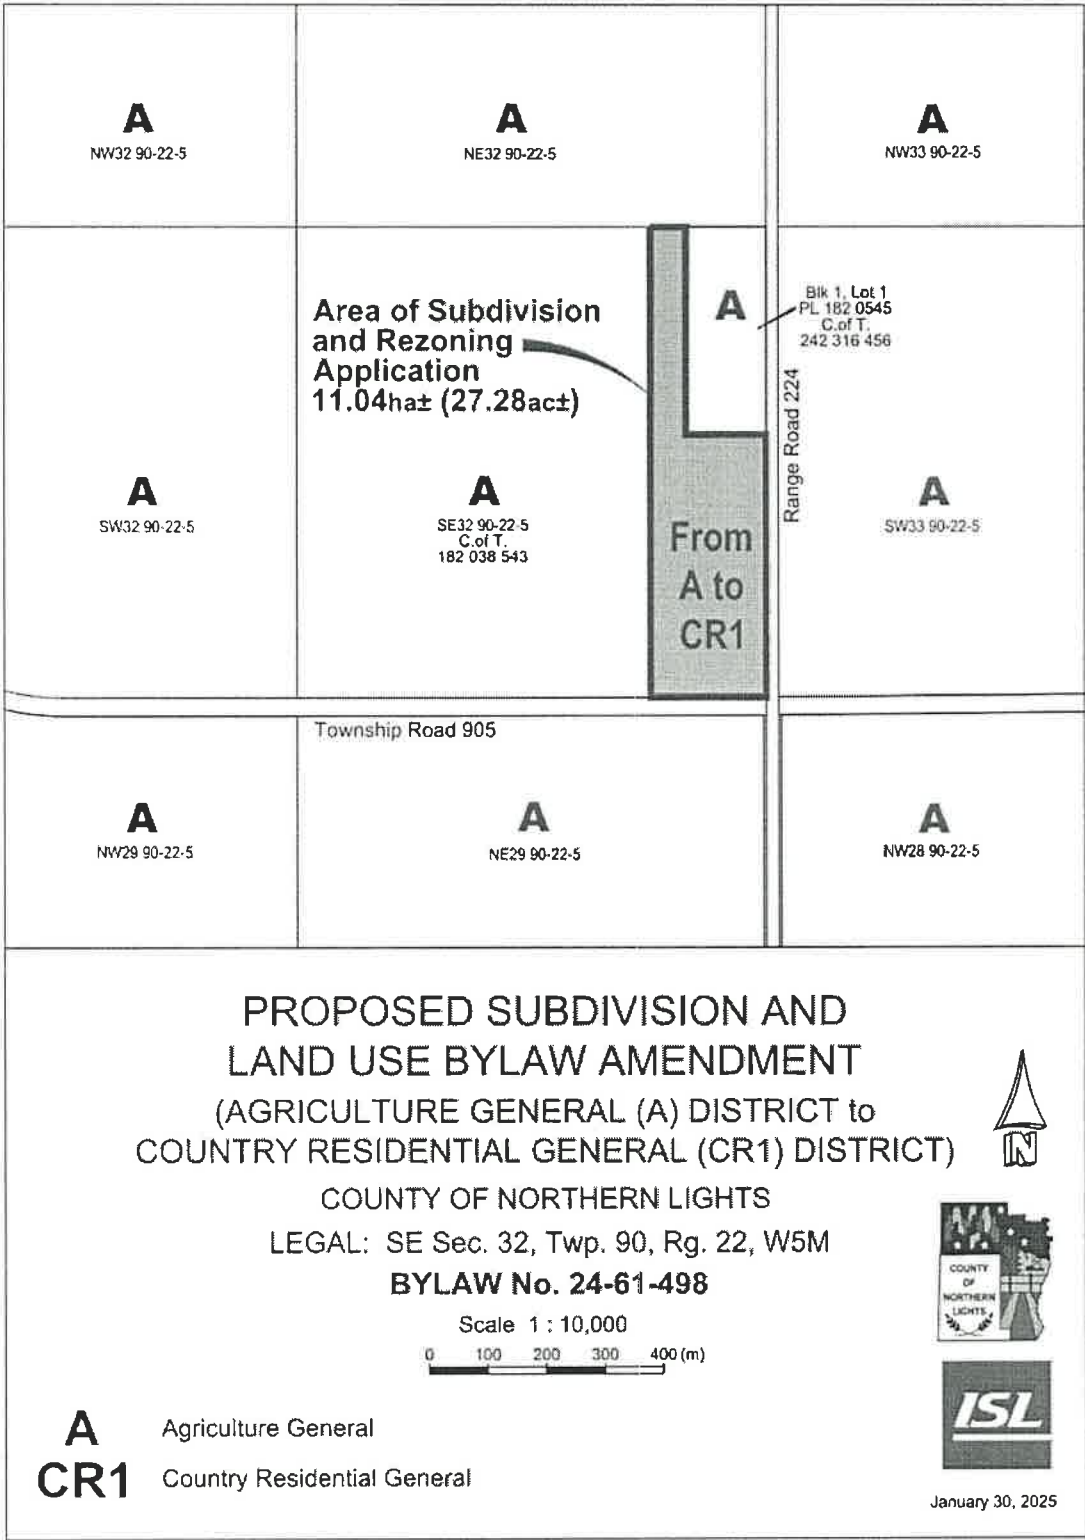 A
NW32 90-22-5
A
NE32 90-22-5
A
NW33 90-22-5
Area of Subdivision
and Rezoning
Application
11.04ha± (27.28ac±)
A
Blk 1, Lot 1
PL 182 0545
C.of T.
242 316 456
Range Road 224
A
SW32 90-22-5
A
SE32 90-22-5
C.of T.
182 038 543
From
A to
CR1
A
SW33 90-22-5
Township Road 905
A
NW29 90-22-5
A
NE29 90-22-5
A
NW28 90-22-5
PROPOSED SUBDIVISION AND
LAND USE BYLAW AMENDMENT
(AGRICULTURE GENERAL (A) DISTRICT to
COUNTRY RESIDENTIAL GENERAL (CR1) DISTRICT)
COUNTY OF NORTHERN LIGHTS
LEGAL: SE Sec. 32, Twp. 90, Rg. 22, W5M
BYLAW No. 24-61-498
Scale 1 : 10,000
0 100 200 300 400 (m)
N
COUNTY
OF
NORTHERN
LIGHTS
ISL
A Agriculture General
CR1 Country Residential General
January 30, 2025